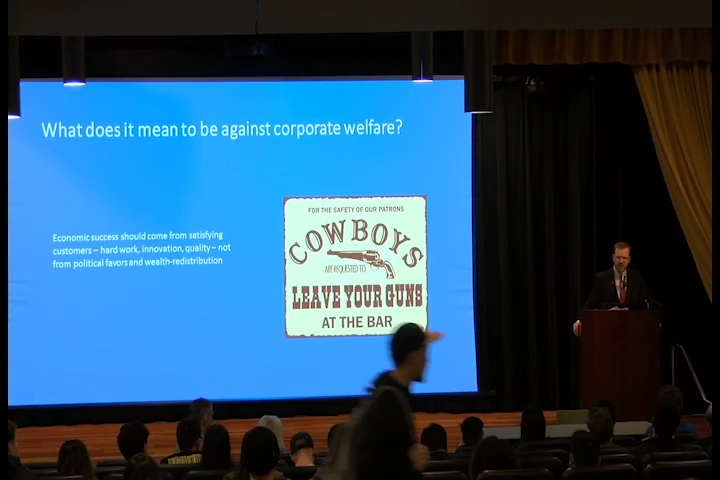 What does it mean to be against corporate welfare?
Economic success should come from satisfying
customers – hard work, innovation, quality – not
from political favors and wealth-redistribution
FOR THE SAFETY OF OUR PATRONS
COWBOYS
ARE REQUESTED TO
LEAVE YOUR GUNS
AT THE BAR